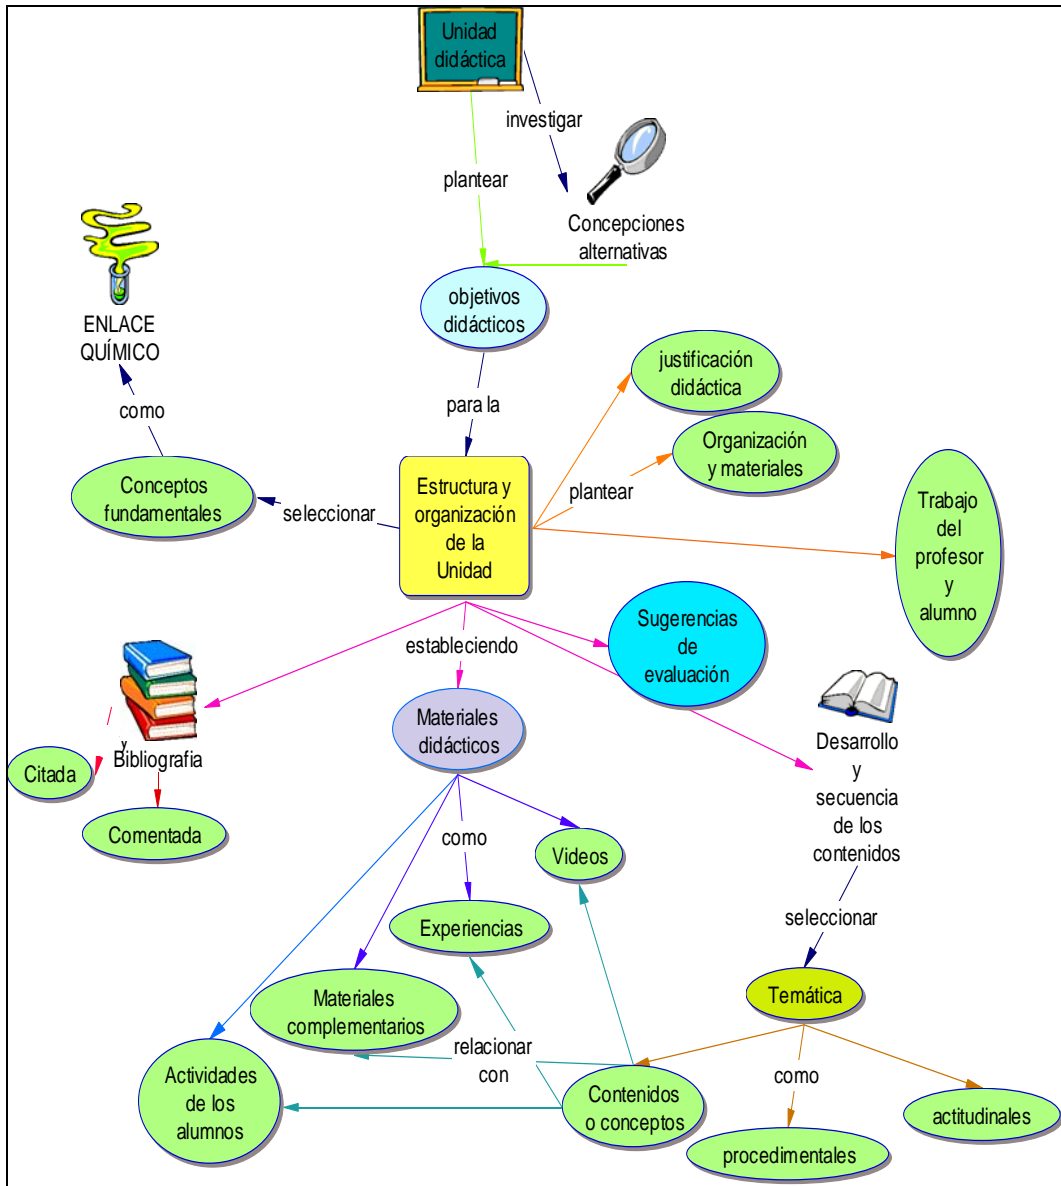 Unidad
didáctica
investigar
plantear
Concepciones
alternativas
objetivos
didácticos
ENLACE
QUÍMICO
como
para la
justificación
didáctica
Organización
y materiales
plantear
Conceptos
fundamentales
seleccionar
Estructura y
organización
de la
Unidad
Trabajo
del
profesor
y
alumno
Sugerencias
de
evaluación
estableciendo
Materiales
didácticos
y
Bibliografia
Citada
Comentada
Desarrollo
y
secuencia
de los
contenidos
como
Videos
Experiencias
seleccionar
Temática
Materiales
complementarios
relacionar
con
Actividades
de los
alumnos
Contenidos
o conceptos
como
actitudinales
procedimentales